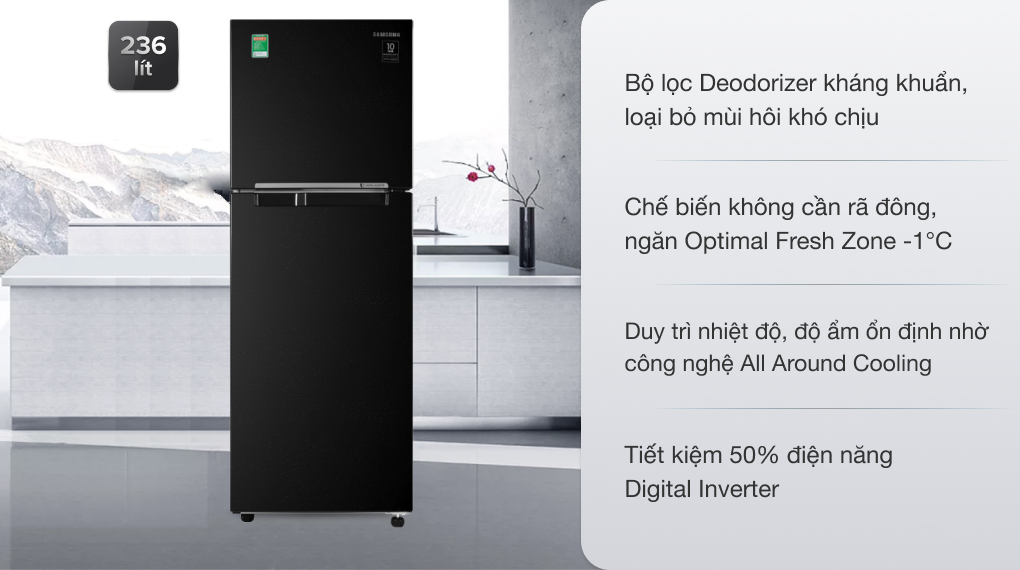 236
lít
SAMSUNG
10
Bộ lọc Deodorizer kháng khuẩn,
loại bỏ mùi hôi khó chịu
Chế biến không cần rã đông,
ngăn Optimal Fresh Zone -1°C
Duy trì nhiệt độ, độ ẩm ổn định nhờ
công nghệ All Around Cooling
Tiết kiệm 50% điện năng
Digital Inverter